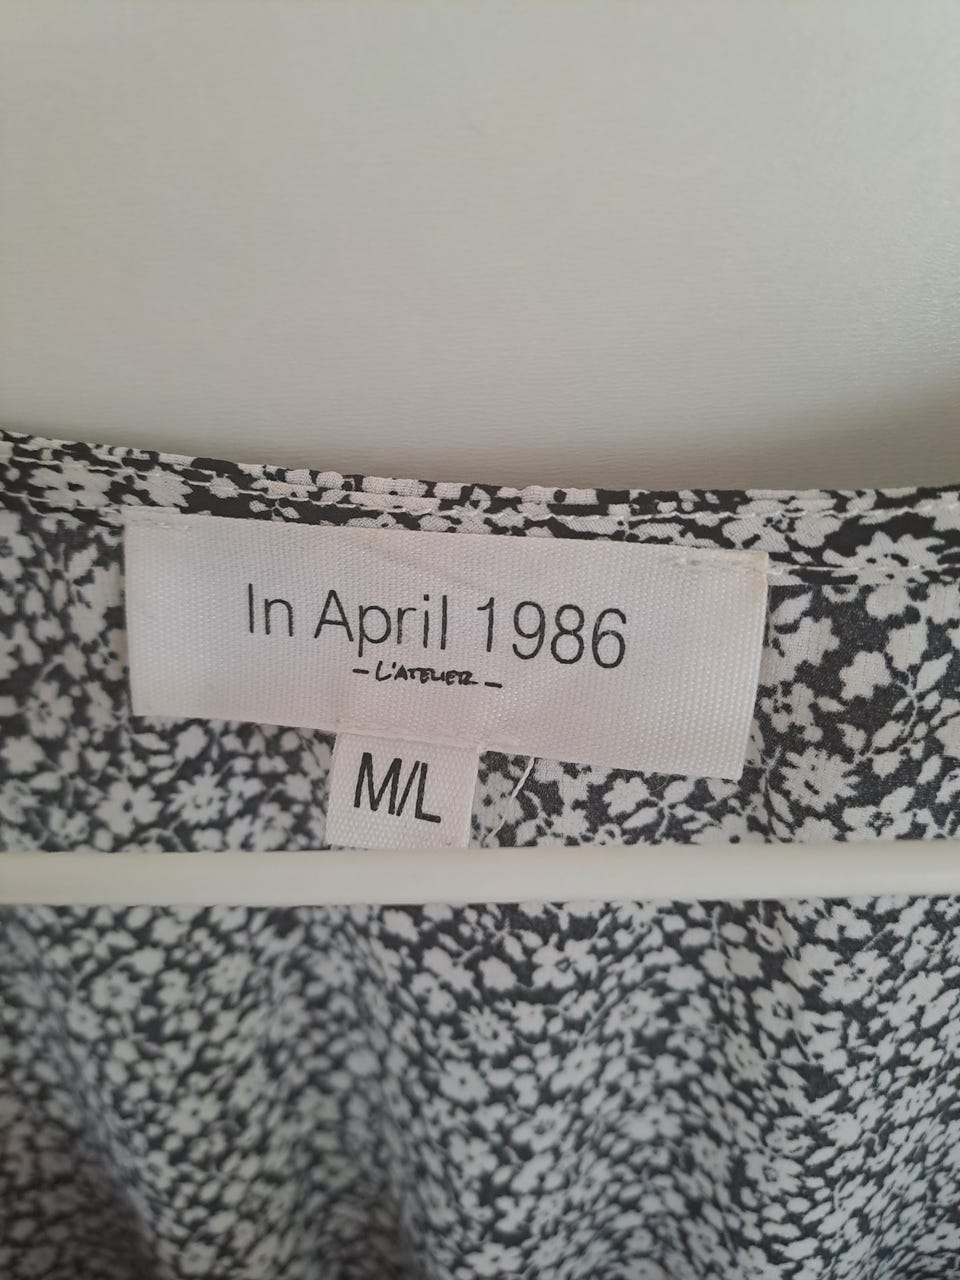 In April 1986
- L'ATELIER -
M/L